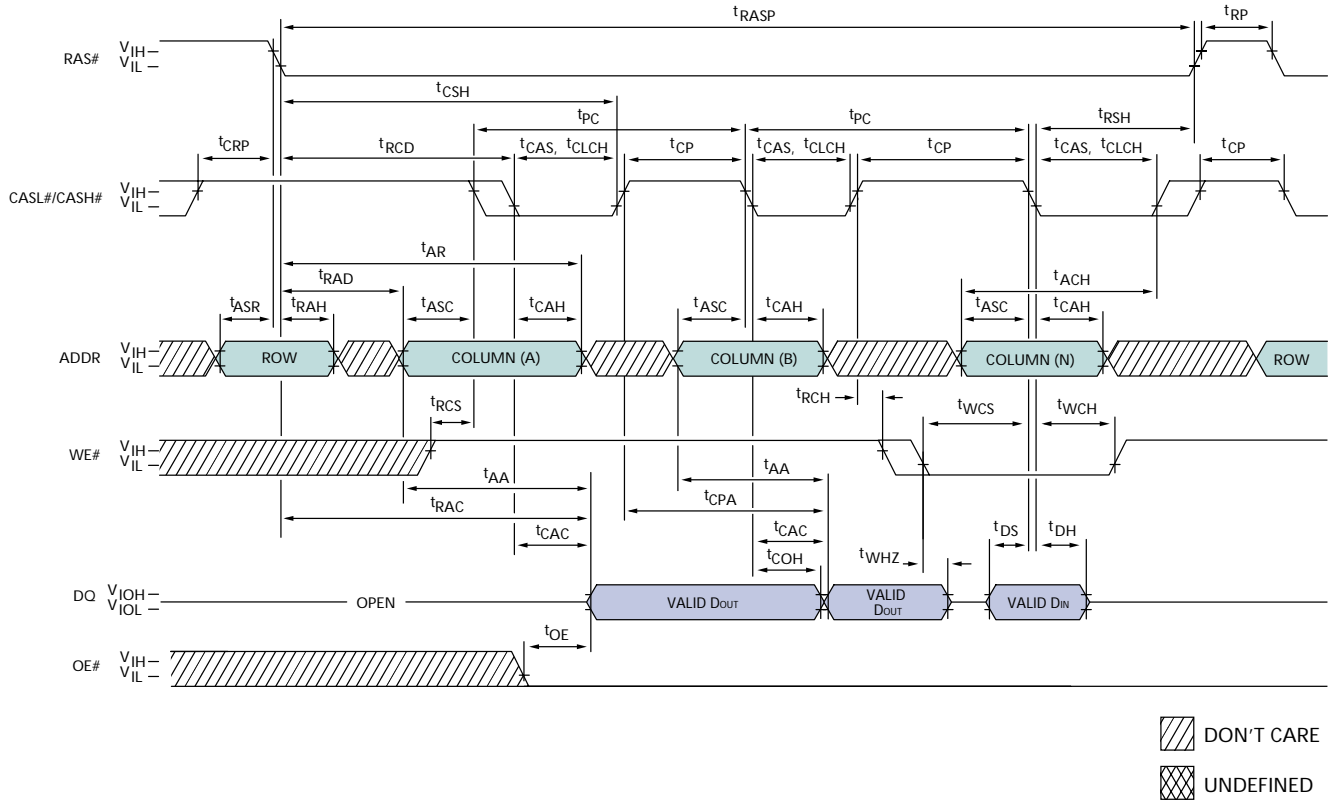 tRASP tRP
RAS# VIH VIL
tCSH
tPC tPC tRSH
tCRP tRCD tCAS, tCLCH tCP tCAS, tCLCH tCP tCAS, tCLCH tCP
CASL#/CASH# VIH VIL
tAR
tRAD tACH
tASR tRAH tASC tCAH tASC tCAH tASC tCAH
ADDR VIH VIL ROW COLUMN (A) COLUMN (B) COLUMN (N) ROW
tRCS tRCH tWCS tWCH
WE# VIH VIL
tAA tAA
tRAC tCPA
tCAC tCAC tDS tDH
tCOH tWHZ
DQ VIOH VIOL OPEN VALID DOUT VALID DOUT VALID DIN
tOE
OE# VIH VIL
DON'T CARE
UNDEFINED